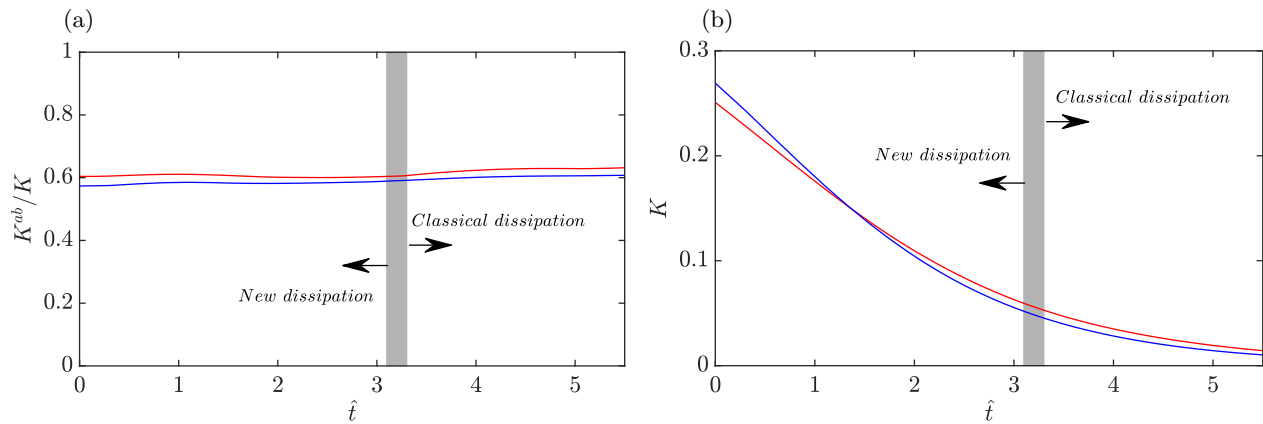 (a)
1
0.8
0.6
0.4
0.2
0
K^{ab}/K
Classical dissipation
New dissipation
0 1 2 3 4 5
t̂
(b)
0.3
0.2
0.1
0
K
Classical dissipation
New dissipation
0 1 2 3 4 5
t̂